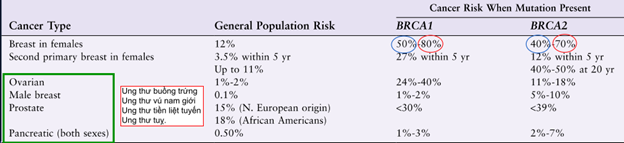 Cancer Risk When Mutation Present
Cancer Type General Population Risk BRCA1 BRCA2
Breast in females 12% 50%-80% 40%-70%
Second primary breast in females 3.5% within 5 yr 27% within 5 yr 12% within 5 yr
Up to 11% 40%-50% at 20 yr
Ovarian 1%-2% 24%-40% 11%-18%
Male breast 0.1% 1%-2% 5%-10%
Prostate 15% (N. European origin) <30% <39%
18% (African Americans)
Pancreatic (both sexes) 0.50% 1%-3% 2%-7%
Ung thư buồng trứng
Ung thư vú nam giới
Ung thư tiền liệt tuyến
Ung thư tuỵ.